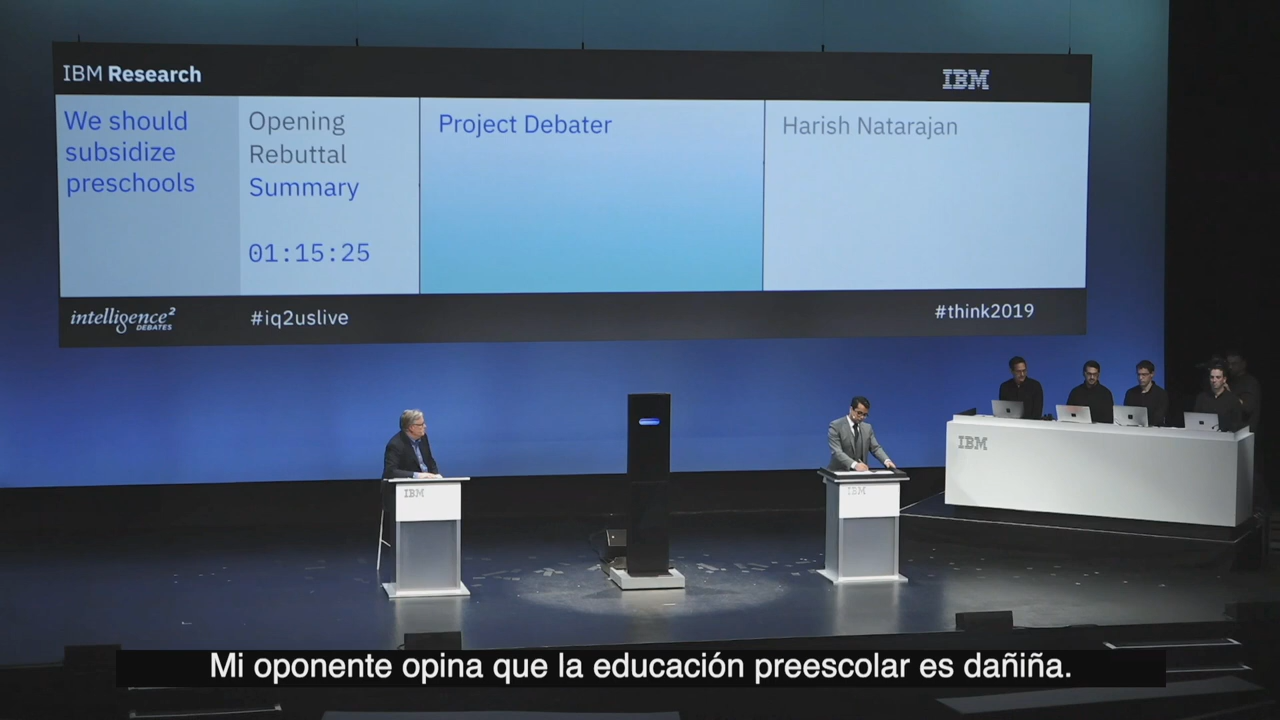 IBM Research
IBM
We should
subsidize
preschools
Opening
Rebuttal
Summary
01:15:25
Project Debater
Harish Natarajan
intelligence²
DEBATES
#iq2uslive
#think2019
IBM
IBM
IBM
Mi oponente opina que la educación preescolar es dañiña.